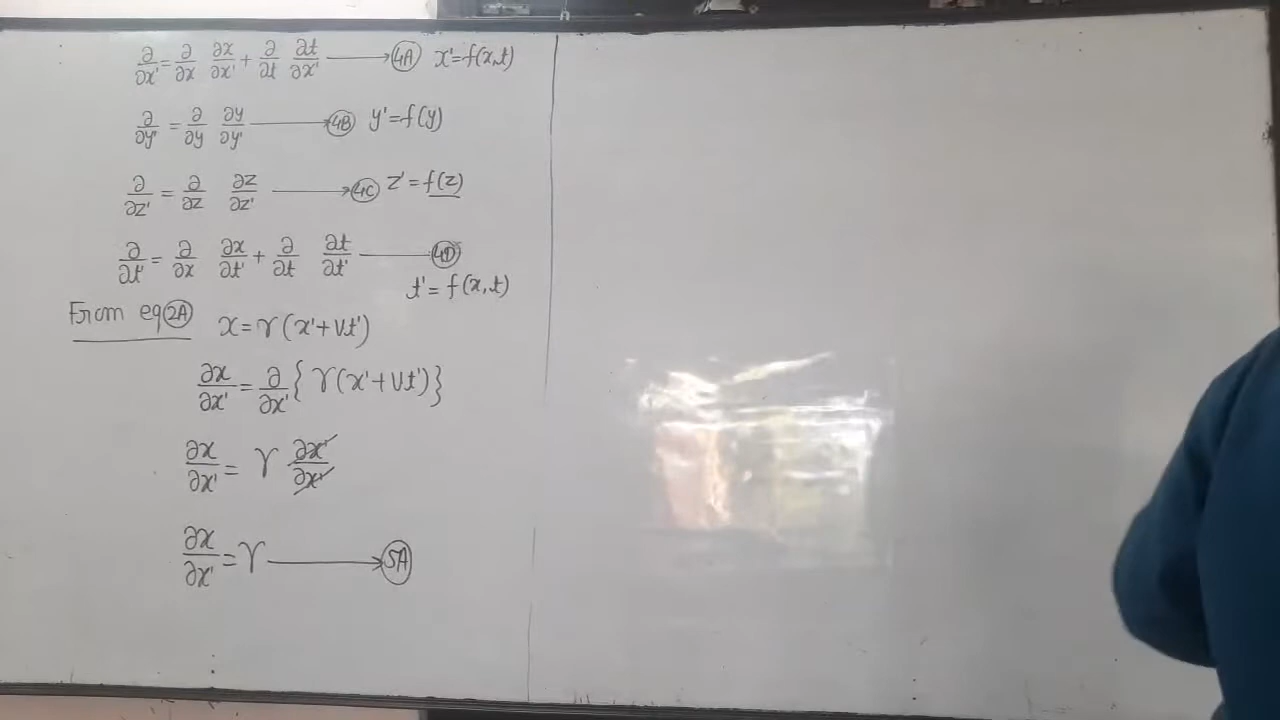 ∂/∂x' = ∂/∂x ∂x/∂x' + ∂/∂t ∂t/∂x' → (4A) x' = f(x,t)
∂/∂y' = ∂/∂y ∂y/∂y' → (4B) y' = f(y)
∂/∂z' = ∂/∂z ∂z/∂z' → (4C) z' = f(z)
∂/∂t' = ∂/∂x ∂x/∂t' + ∂/∂t ∂t/∂t' — (4D)
t' = f(x,t)
From eq (2A) x = γ(x' + vt')
∂x/∂x' = ∂/∂x' { γ(x' + vt') }
∂x/∂x' = γ ∂x'/∂x'
∂x/∂x' = γ → (5A)